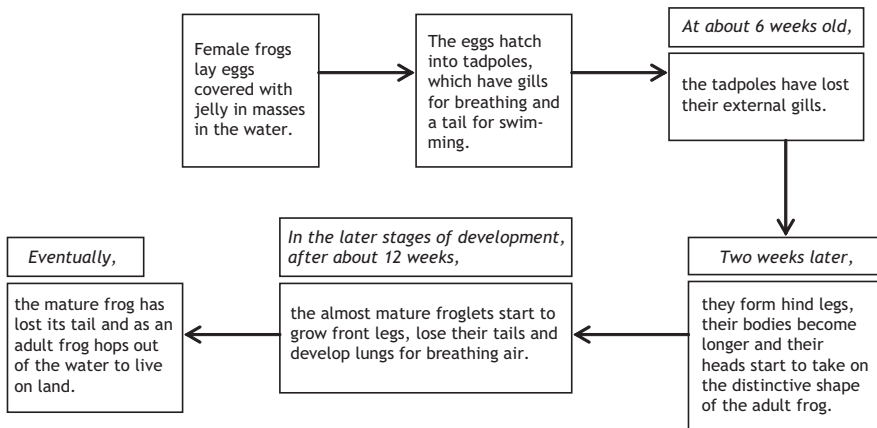 Female frogs
lay eggs
covered with
jelly in masses
in the water.
The eggs hatch
into tadpoles,
which have gills
for breathing and
a tail for swim-
ming.
At about 6 weeks old,
the tadpoles have lost
their external gills.
Two weeks later,
they form hind legs,
their bodies become
longer and their
heads start to take on
the distinctive shape
of the adult frog.
In the later stages of development,
after about 12 weeks,
the almost mature froglets start to
grow front legs, lose their tails and
develop lungs for breathing air.
Eventually,
the mature frog has
lost its tail and as an
adult frog hops out
of the water to live
on land.